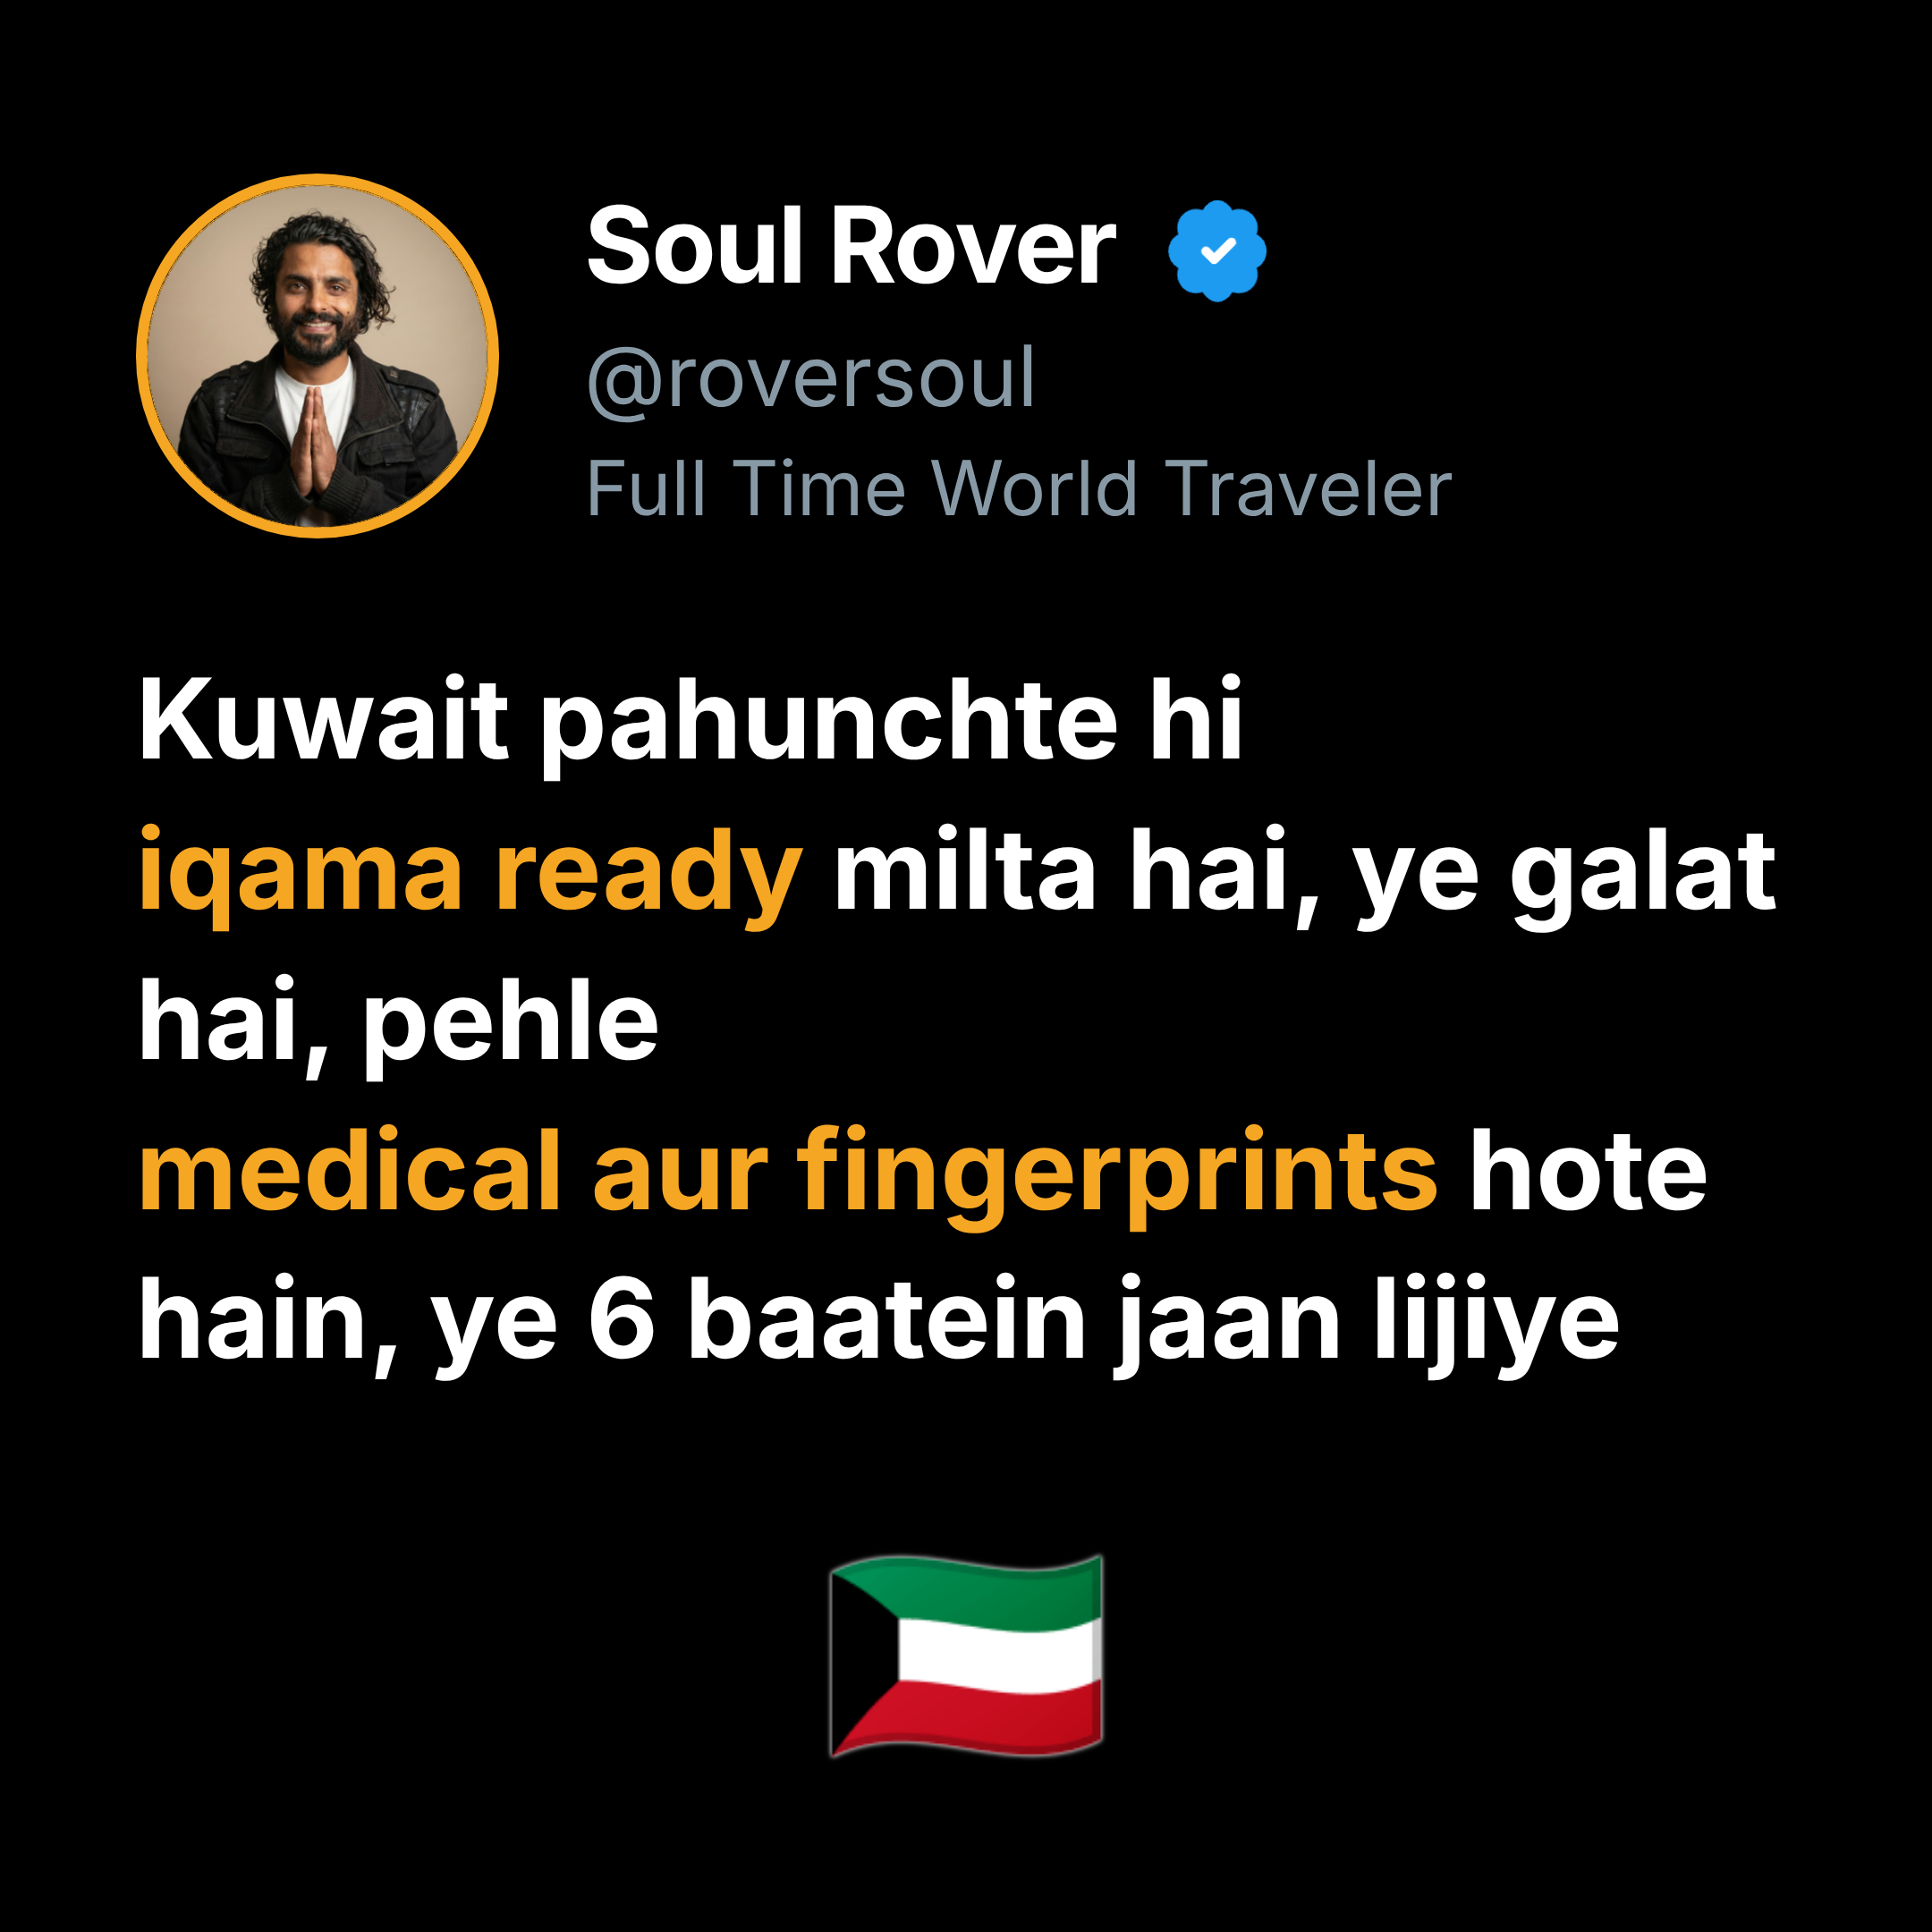 Soul Rover
@roversoul
Full Time World Traveler
Kuwait pahunchte hi
iqama ready milta hai, ye galat
hai, pehle
medical aur fingerprints hote
hain, ye 6 baatein jaan lijiye